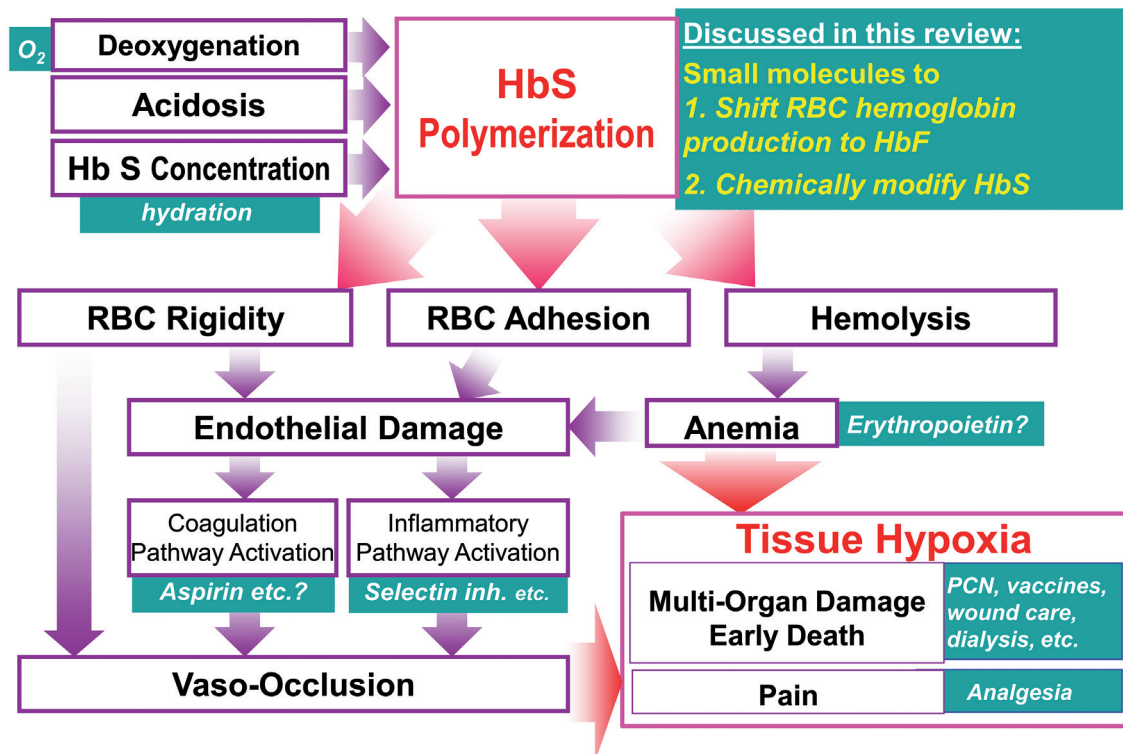 O2
Deoxygenation
Acidosis
Hb S Concentration
hydration
HbS
Polymerization
Discussed in this review:
Small molecules to
1. Shift RBC hemoglobin
production to HbF
2. Chemically modify HbS
RBC Rigidity
RBC Adhesion
Hemolysis
Endothelial Damage
Anemia
Erythropoietin?
Coagulation
Pathway Activation
Aspirin etc.?
Inflammatory
Pathway Activation
Selectin inh. etc.
Vaso-Occlusion
Tissue Hypoxia
Multi-Organ Damage
Early Death
PCN, vaccines,
wound care,
dialysis, etc.
Pain
Analgesia